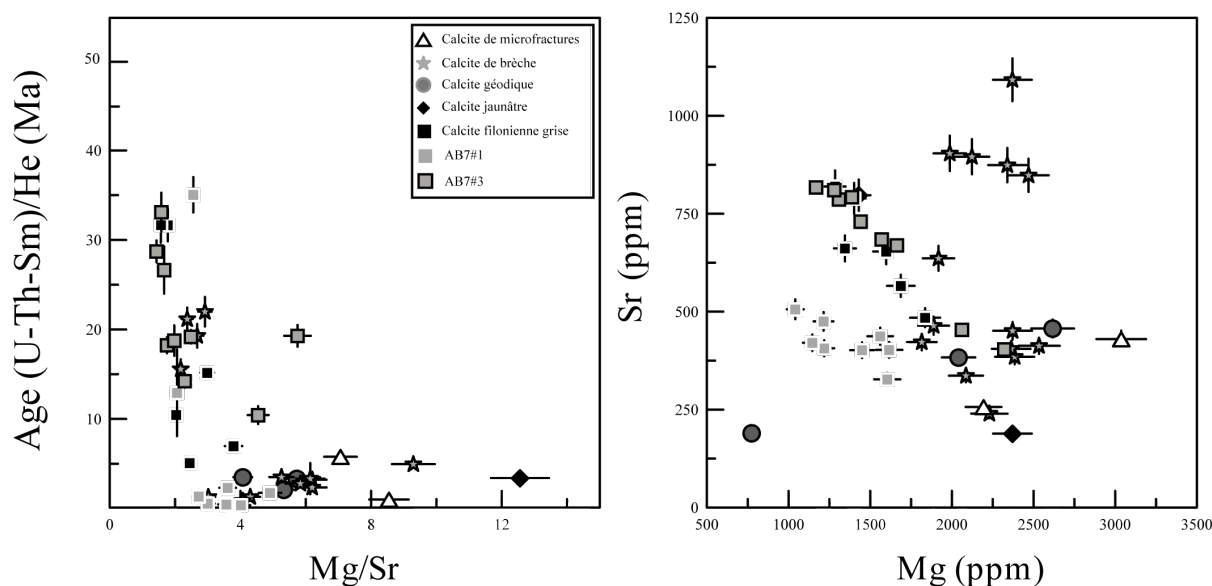 Age (U-Th-Sm)/He (Ma)
50
40
30
20
10
0
4
8
12
Mg/Sr
Calcite de microfractures
Calcite de brèche
Calcite géodique
Calcite jaunâtre
Calcite filonienne grise
AB7#1
AB7#3
Sr (ppm)
1250
1000
750
500
250
0
500
1000
1500
2000
2500
3000
3500
Mg (ppm)